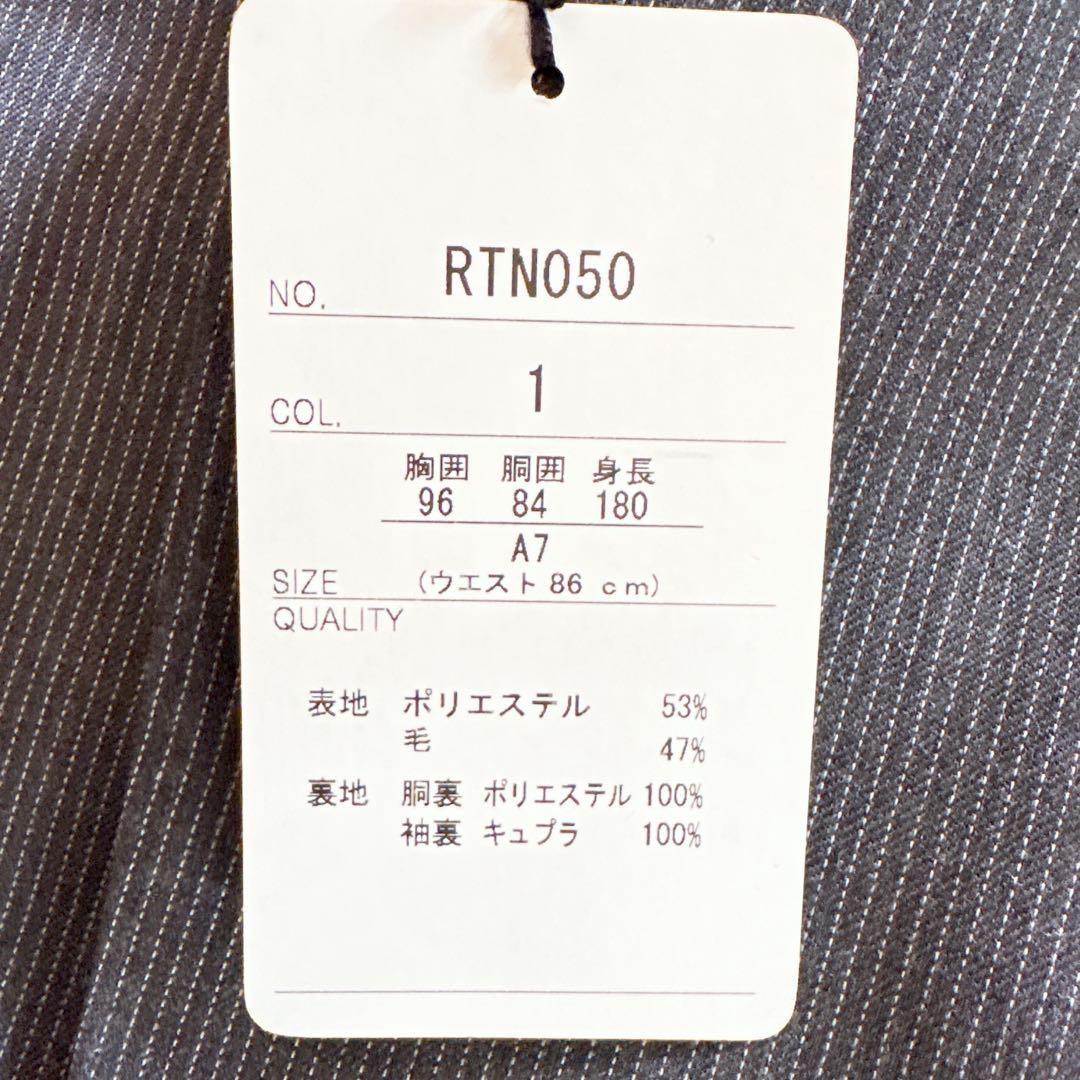 NO. RTN050
COL. 1
胸囲 胴囲 身長
96 84 180
A7
SIZE (ウエスト 86 cm)
QUALITY
表地 ポリエステル 53%
毛 47%
裏地 胴裏 ポリエステル 100%
袖裏 キュプラ 100%